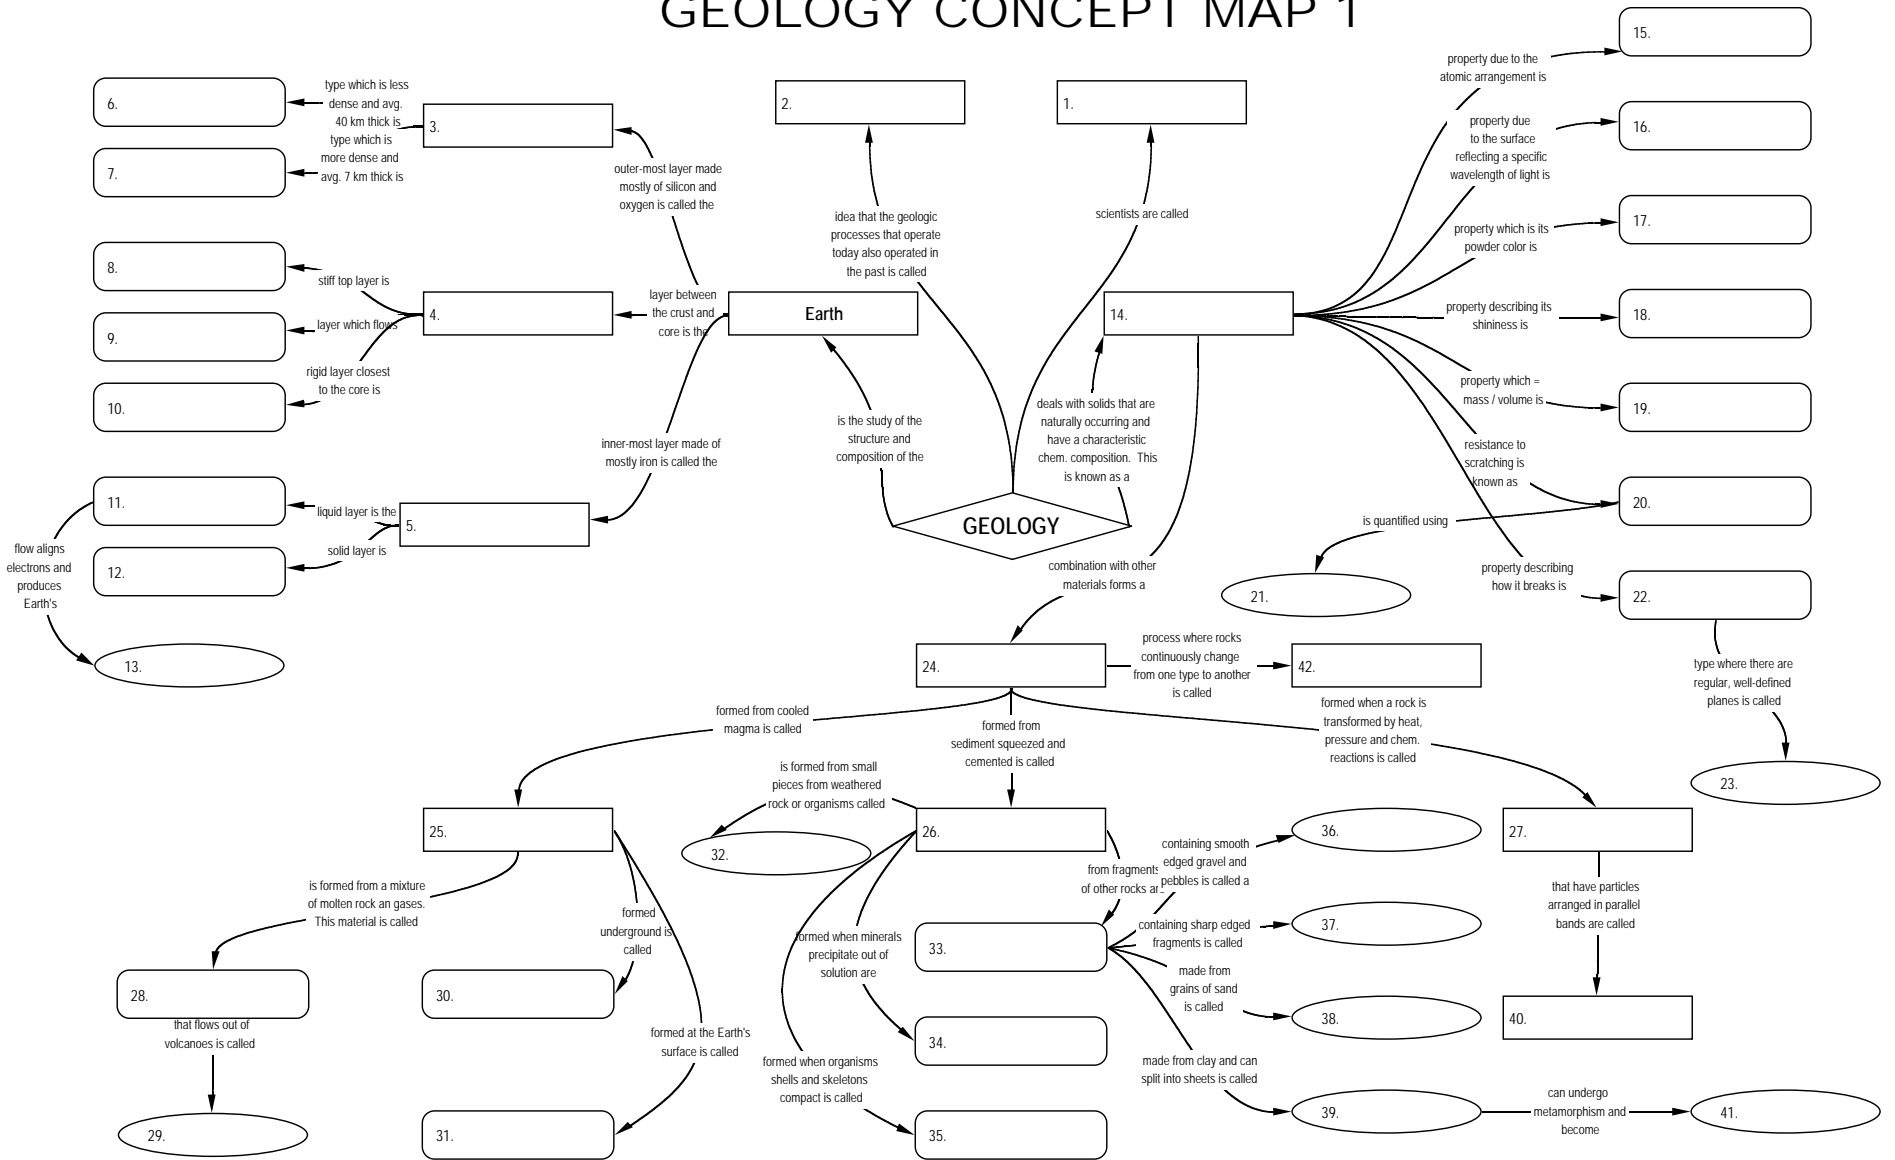 GEOLOGY CONCEPT MAP 1
6.
type which is less
dense and avg.
40 km thick is
3.
type which is
more dense and
avg. 7 km thick is
7.
outer-most layer made
mostly of silicon and
oxygen is called the
2.
idea that the geologic
processes that operate
today also operated in
the past is called
1.
scientists are called
property due to the
atomic arrangement is
15.
property due
to the surface
reflecting a specific
wavelength of light is
16.
property which is its
powder color is
17.
property describing its
shininess is
18.
property which =
mass / volume is
19.
resistance to
scratching is
known as
20.
is quantified using
21.
property describing
how it breaks is
22.
type where there are
regular, well-defined
planes is called
23.
8.
stiff top layer is
4.
layer between
the crust and
core is the
Earth
14.
9.
layer which flows
rigid layer closest
to the core is
10.
inner-most layer made of
mostly iron is called the
is the study of the
structure and
composition of the
deals with solids that are
naturally occurring and
have a characteristic
chem. composition. This
is known as a
GEOLOGY
11.
liquid layer is the
5.
solid layer is
12.
flow aligns
electrons and
produces
Earth's
13.
combination with other
materials forms a
24.
process where rocks
continuously change
from one type to another
is called
42.
formed from cooled
magma is called
formed from
sediment squeezed and
cemented is called
formed when a rock is
transformed by heat,
pressure and chem.
reactions is called
is formed from small
pieces from weathered
rock or organisms called
25.
32.
26.
27.
is formed from a mixture
of molten rock an gases.
This material is called
28.
that flows out of
volcanoes is called
29.
formed
underground is
called
30.
formed at the Earth's
surface is called
31.
from fragments
of other rocks
33.
formed when minerals
precipitate out of
solution are
34.
formed when organisms
shells and skeletons
compact is called
35.
containing smooth
edged gravel and
pebbles is called a
36.
containing sharp edged
fragments is called
37.
made from
grains of sand
is called
38.
made from clay and can
split into sheets is called
39.
that have particles
arranged in parallel
bands are called
40.
can undergo
metamorphism and
become
41.